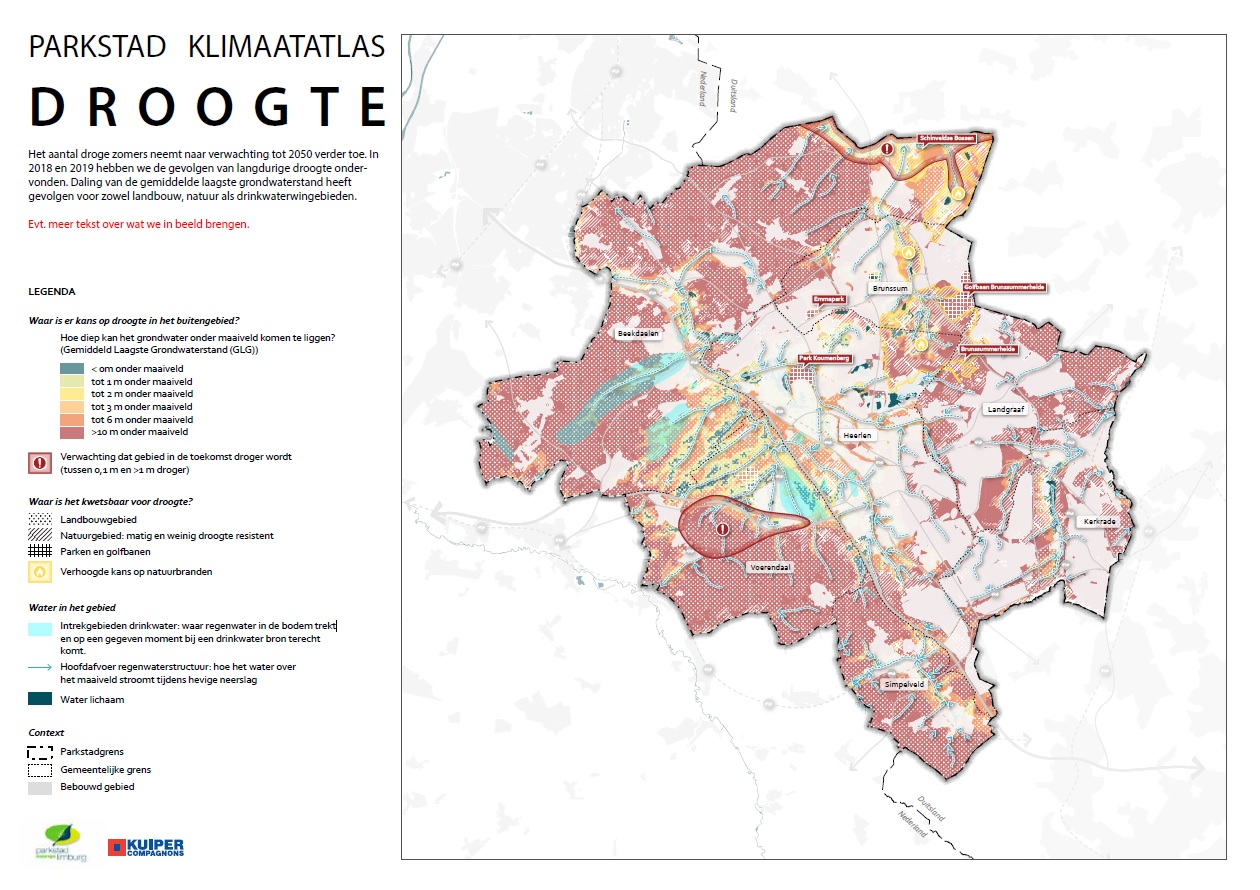 PARKSTAD KLIMAATATLAS
DROOGTE
Het aantal droge zomers neemt naar verwachting tot 2050 verder toe. In
2018 en 2019 hebben we de gevolgen van langdurige droogte onder-
vonden. Daling van de gemiddelde laagste grondwaterstand heeft
gevolgen voor zowel landbouw, natuur als drinkwaterwingebieden.
Evt. meer tekst over wat we in beeld brengen.
LEGENDA
Waar is er kans op droogte in het buitengebied?
Hoe diep kan het grondwater onder maaiveld komen te liggen?
(Gemiddeld Laagste Grondwaterstand (GLG))
< 0m onder maaiveld
tot 1 m onder maaiveld
tot 2 m onder maaiveld
tot 3 m onder maaiveld
tot 6 m onder maaiveld
>10 m onder maaiveld
Verwachting dat gebied in de toekomst droger wordt
(tussen 0,1 m en >1 m droger)
Waar is het kwetsbaar voor droogte?
Landbouwgebied
Natuurgebied: matig en weinig droogte resistent
Parken en golfbanen
Verhoogde kans op natuurbranden
Water in het gebied
Intrekgebieden drinkwater: waar regenwater in de bodem trekt
en op een gegeven moment bij een drinkwater bron terecht
komt.
Hoofdafvoer regenwaterstructuur: hoe het water over
het maaiveld stroomt tijdens hevige neerslag
Water lichaam
Context
Parkstadgrens
Gemeentelijke grens
Bebouwd gebied
parkstad
limburg
KUIPER
COMPAGNONS
Nederland
Duitsland
Schinveldse Bossen
Brunssum
Golfbaan Brunssummerheide
Emmapark
Beekdaelen
Brunssummerheide
Park Koumenberg
Landgraaf
Heerlen
Kerkrade
Voerendaal
Simpelveld
Duitsland
Nederland